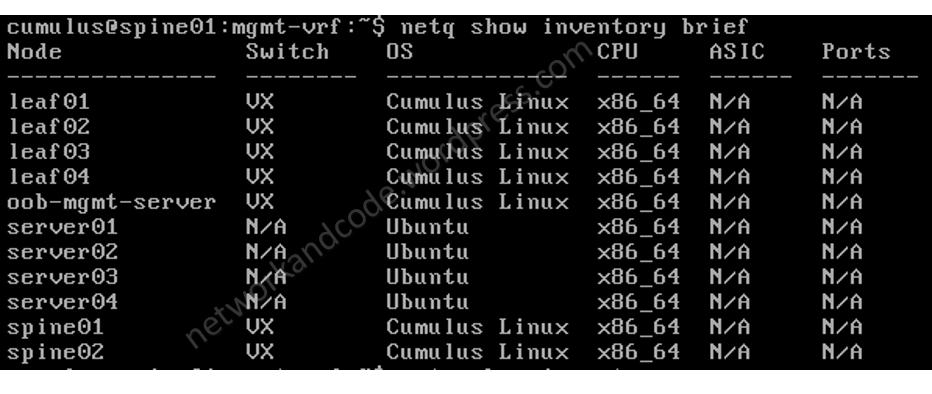 cumulus@spine01:mgmt-vrf:~$ netq show inventory brief
Node Switch OS CPU ASIC Ports
--------------- -------- ------------- ------ ------ -------
leaf01 VX Cumulus Linux x86_64 N/A N/A
leaf02 VX Cumulus Linux x86_64 N/A N/A
leaf03 VX Cumulus Linux x86_64 N/A N/A
leaf04 VX Cumulus Linux x86_64 N/A N/A
oob-mgmt-server VX Cumulus Linux x86_64 N/A N/A
server01 N/A Ubuntu x86_64 N/A N/A
server02 N/A Ubuntu x86_64 N/A N/A
server03 N/A Ubuntu x86_64 N/A N/A
server04 N/A Ubuntu x86_64 N/A N/A
spine01 VX Cumulus Linux x86_64 N/A N/A
spine02 VX Cumulus Linux x86_64 N/A N/A
networkandcode.wordpress.com